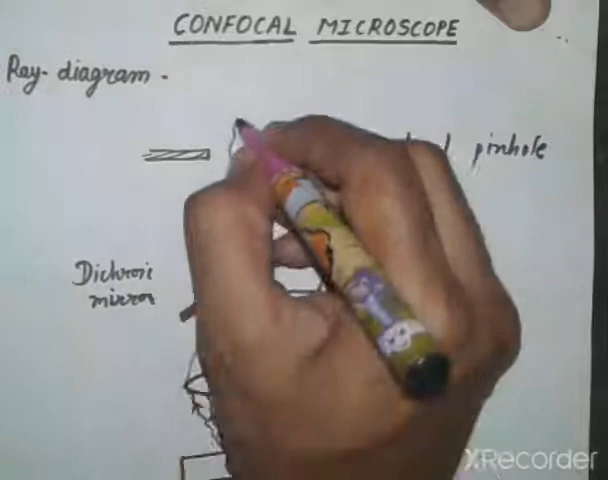 CONFOCAL MICROSCOPE
Ray-diagram -
pinhole
Dichroic
mirror
XRecorder